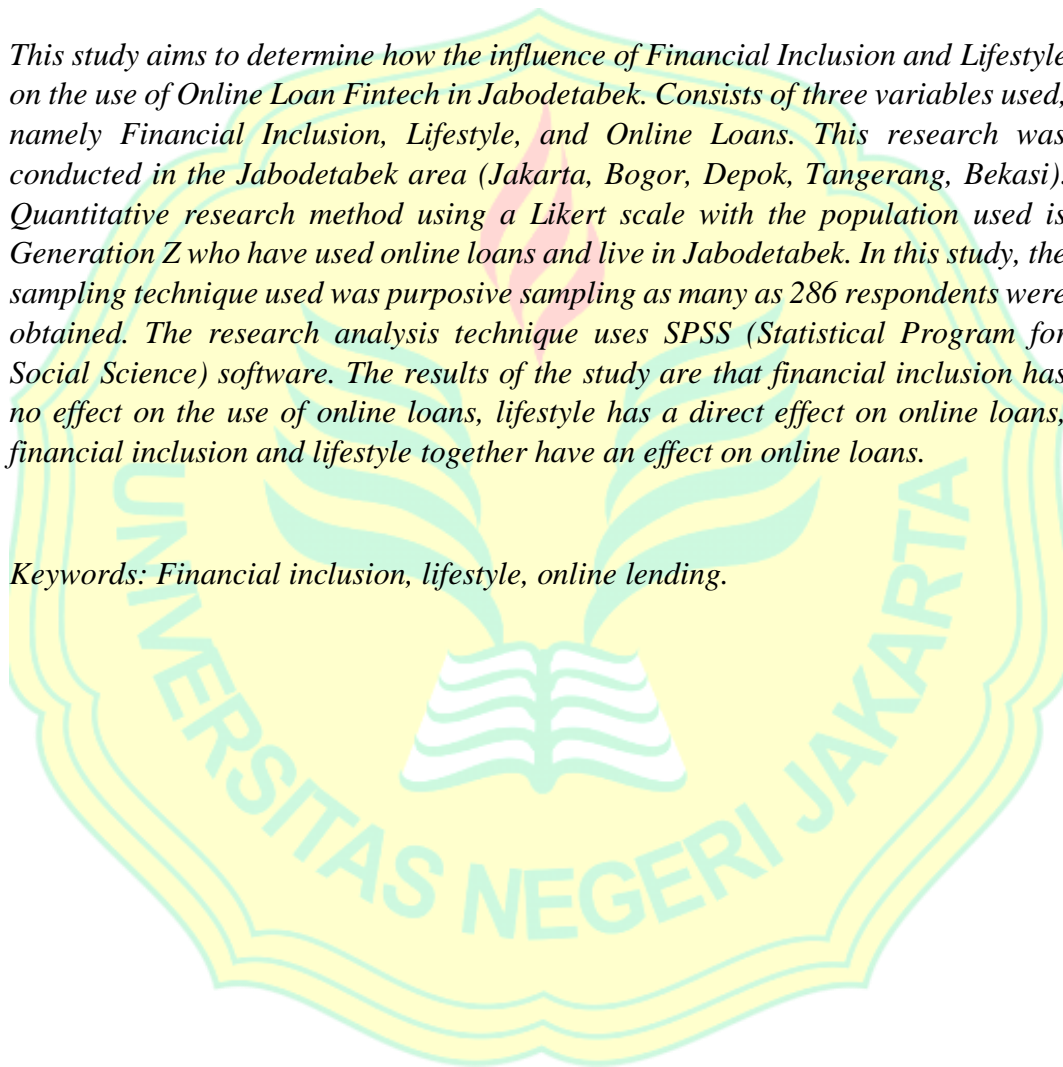 This study aims to determine how the influence of Financial Inclusion and Lifestyle
on the use of Online Loan Fintech in Jabodetabek. Consists of three variables used,
namely Financial Inclusion, Lifestyle, and Online Loans. This research was
conducted in the Jabodetabek area (Jakarta, Bogor, Depok, Tangerang, Bekasi).
Quantitative research method using a Likert scale with the population used is
Generation Z who have used online loans and live in Jabodetabek. In this study, the
sampling technique used was purposive sampling as many as 286 respondents were
obtained. The research analysis technique uses SPSS (Statistical Program for
Social Science) software. The results of the study are that financial inclusion has
no effect on the use of online loans, lifestyle has a direct effect on online loans,
financial inclusion and lifestyle together have an effect on online loans.
Keywords: Financial inclusion, lifestyle, online lending.
UNIVERSITAS NEGERI JAKARTA